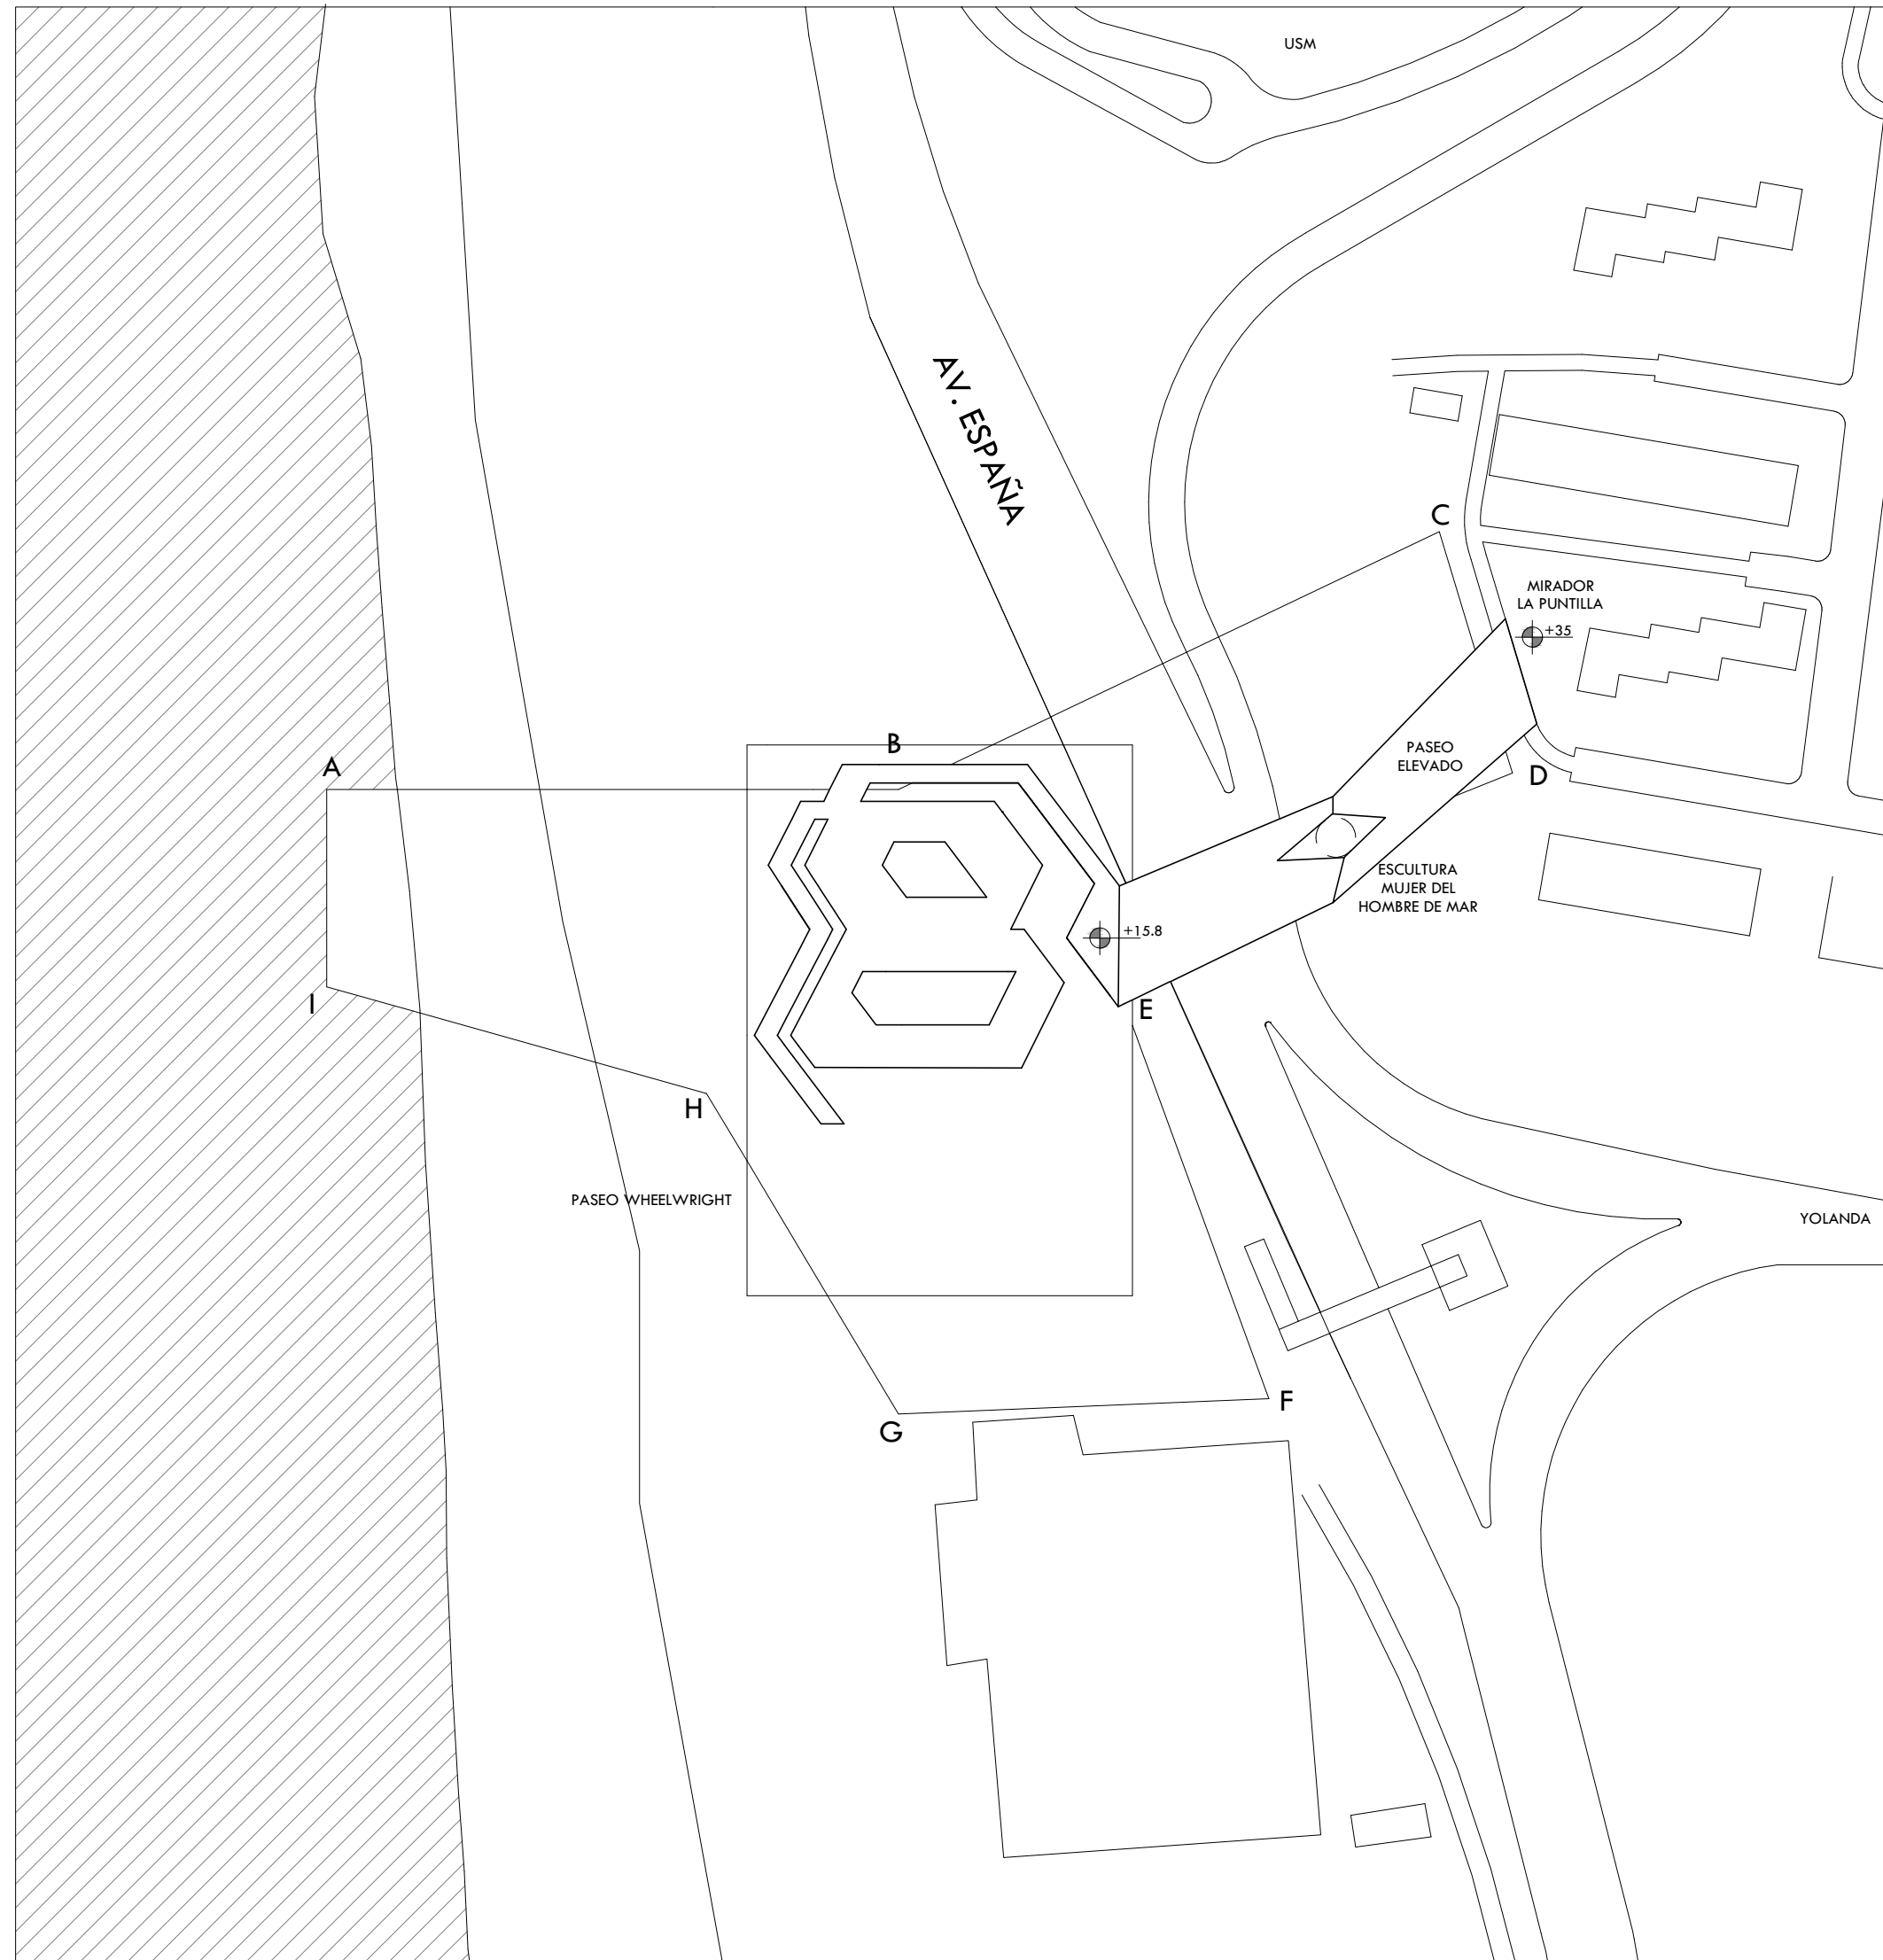 USM
AV. ESPAÑA
C
MIRADOR
LA PUNTILLA
+35
B
PASEO
ELEVADO
A
D
ESCULTURA
MUJER DEL
HOMBRE DE MAR
+15.8
I
E
H
PASEO WHEELWRIGHT
YOLANDA
F
G